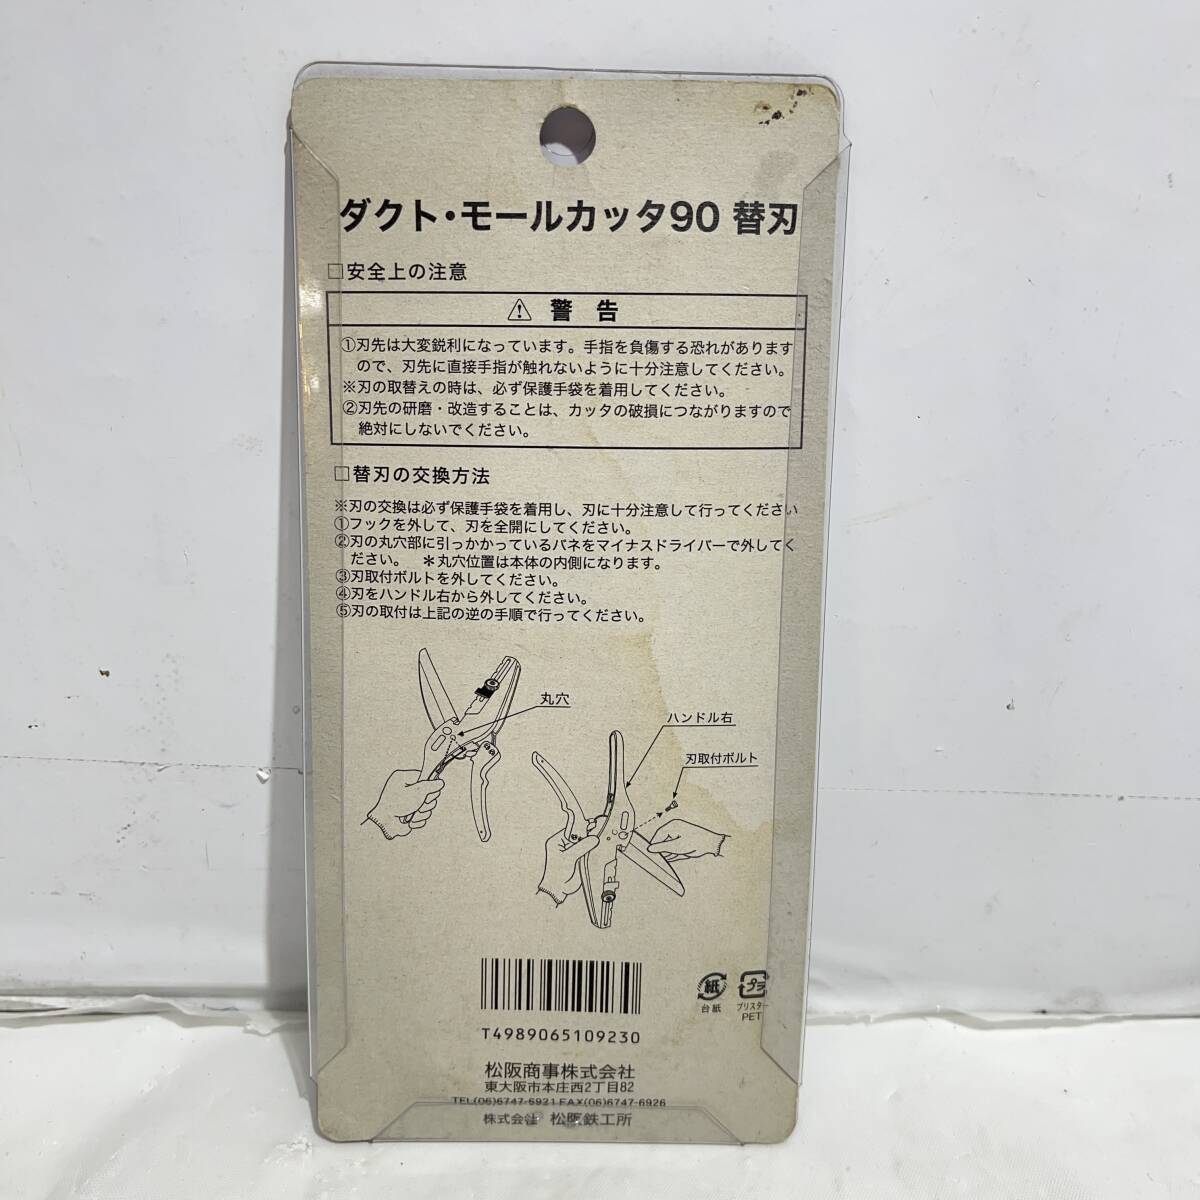 ダクト・モールカッタ90 替刃
□安全上の注意
⚠ 警 告
①刃先は大変鋭利になっています。手指を負傷する恐れがあります
ので、刃先に直接手指が触れないように十分注意してください。
※刃の取替えの時は、必ず保護手袋を着用してください。
②刃先の研磨・改造することは、カッタの破損につながりますので
絶対にしないでください。
□替刃の交換方法
※刃の交換は必ず保護手袋を着用し、刃に十分注意して行ってください
①フックを外して、刃を全開にしてください。
②刃の丸穴部に引っかかっているバネをマイナスドライバーで外してく
ださい。 ＊丸穴位置は本体の内側になります。
③刃取付ボルトを外してください。
④刃をハンドル右から外してください。
⑤刃の取付は上記の逆の手順で行ってください。
丸穴
ハンドル右
刃取付ボルト
紙
台紙
プラ
ブリスター
PET
T4989065109230
松阪商事株式会社
東大阪市本庄西2丁目82
TEL(06)6747-6921 FAX(06)6747-6926
株式会社 松阪鉄工所